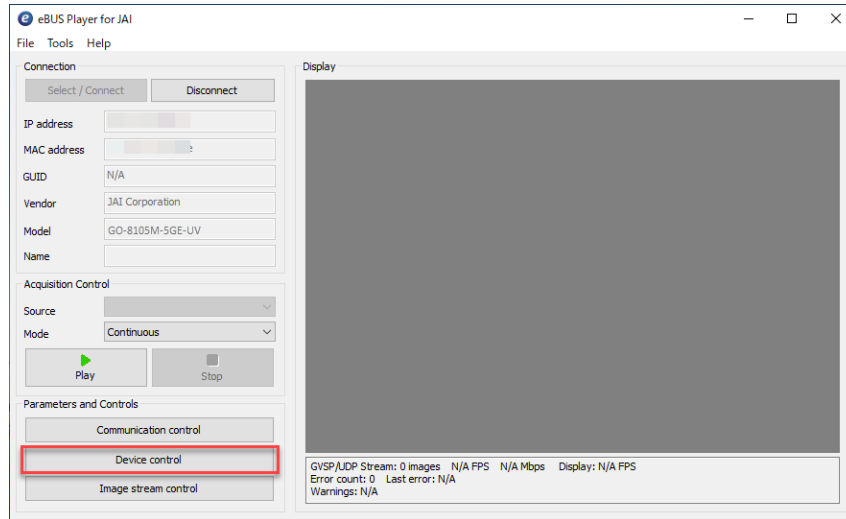 eBUS Player for JAI
File Tools Help
Connection
Select / Connect Disconnect
IP address
MAC address
GUID N/A
Vendor JAI Corporation
Model GO-8105M-5GE-UV
Name
Acquisition Control
Source
Mode Continuous
Play Stop
Parameters and Controls
Communication control
Device control
Image stream control
Display
GVSP/UDP Stream: 0 images N/A FPS N/A Mbps Display: N/A FPS
Error count: 0 Last error: N/A
Warnings: N/A